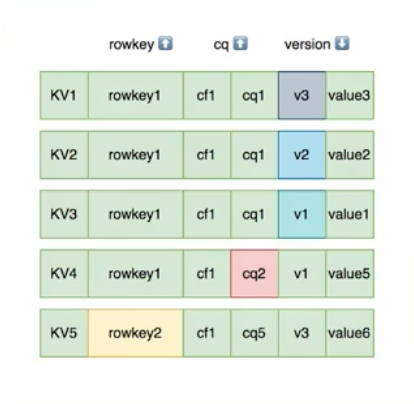 rowkey ⬆ cq ⬆ version ⬇
KV1 rowkey1 cf1 cq1 v3 value3
KV2 rowkey1 cf1 cq1 v2 value2
KV3 rowkey1 cf1 cq1 v1 value1
KV4 rowkey1 cf1 cq2 v1 value5
KV5 rowkey2 cf1 cq5 v3 value6